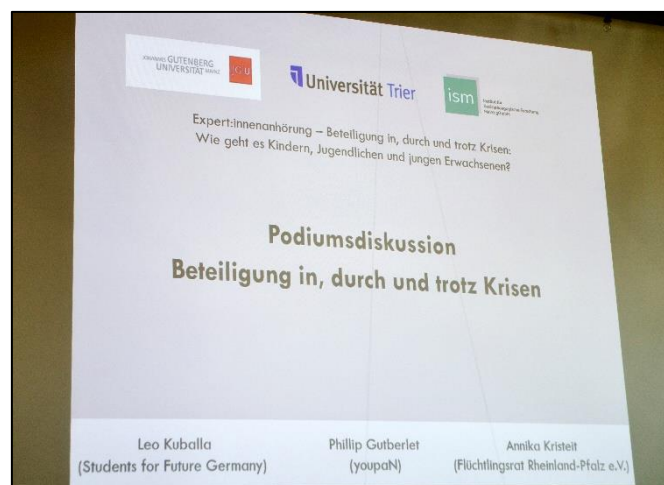 JOHANNES GUTENBERG
UNIVERSITÄT MAINZ
JGU
Universität Trier
ism
Expert:innenanhörung – Beteiligung in, durch und trotz Krisen:
Wie geht es Kindern, Jugendlichen und jungen Erwachsenen?
Podiumsdiskussion
Beteiligung in, durch und trotz Krisen
Leo Kuballa
(Students for Future Germany)
Phillip Gutberlet
(youpaN)
Annika Kristeit
(Flüchtlingsrat Rheinland-Pfalz e.V.)